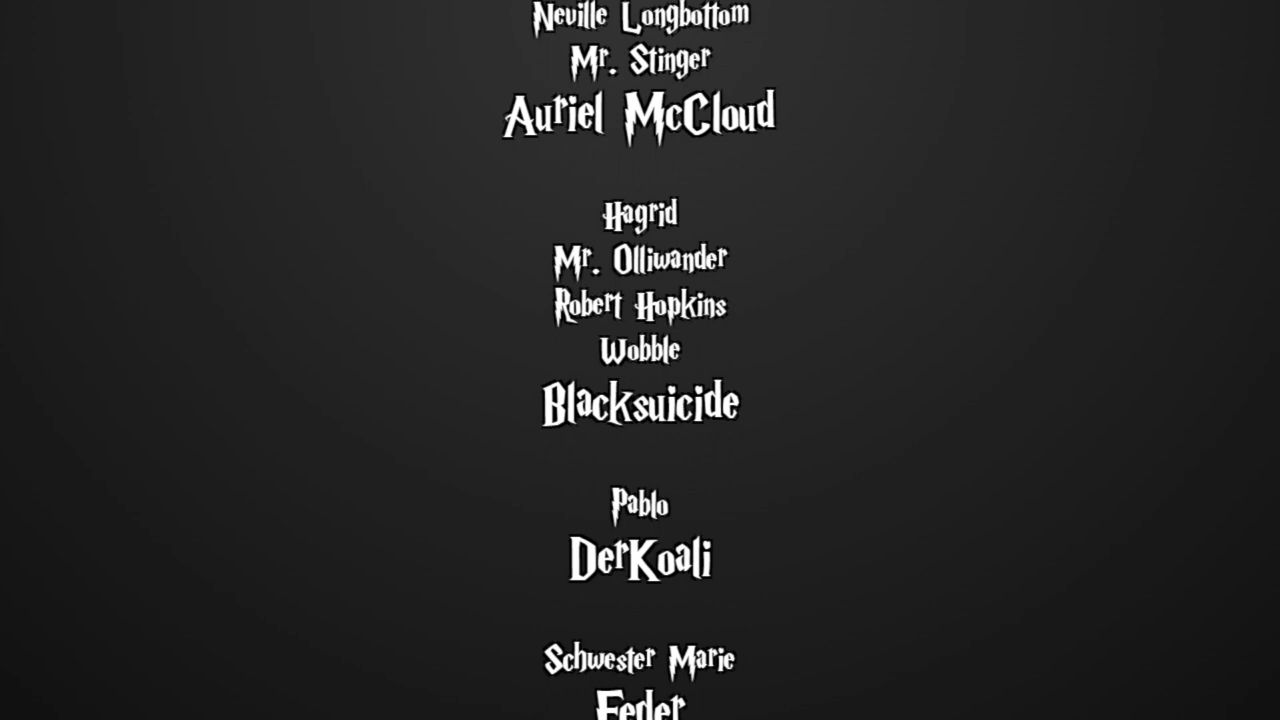 Neville Longbottom
Mr. Stinger
Auriel McCloud
Hagrid
Mr. Olliwander
Robert Hopkins
Wobble
Blacksuicide
Pablo
DerKoali
Schwester Marie
Feder